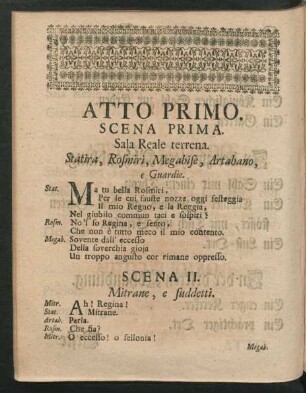 ATTO PRIMO.
SCENA PRIMA.
Sala Reale terrena.
Statira, Rosmiri, Megabise, Artabano,
e Guardie.
Stat. Ma tu bella Rosmiri,
Per le cui fauste nozze oggi festeggia
Il mio Regno, e la Reggia,
Nel giubilo commun taci e sospiri?
Rosm. No'l so Regina, e sento,
Che non è tutto meco il mio contento.
Megab. Sovente dall' eccesso
Della soverchia gioja
Un troppo angusto cor rimane oppresso.
SCENA II.
Mitrane, e suddetti.
Mitr. Ah! Regina!
Stat. Mitrane.
Artab. Parla.
Rosm. Che fia?
Mitr. O eccesso! o fellonia!
Megab.